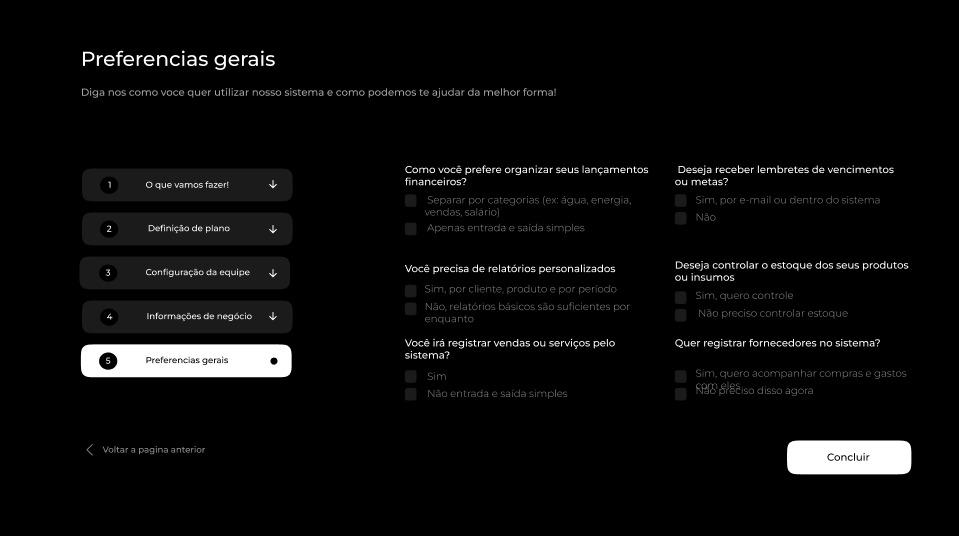 Preferencias gerais
Diga nos como voce quer utilizar nosso sistema e como podemos te ajudar da melhor forma!
1 O que vamos fazer!
2 Definição de plano
3 Configuração da equipe
4 Informações de negócio
5 Preferencias gerais
Como você prefere organizar seus lançamentos
financeiros?
Separar por categorias (ex: água, energia,
vendas, salário)
Apenas entrada e saída simples
Você precisa de relatórios personalizados
Sim, por cliente, produto e por período
Não, relatórios básicos são suficientes por
enquanto
Você irá registrar vendas ou serviços pelo
sistema?
Sim
Não entrada e saída simples
Deseja receber lembretes de vencimentos
ou metas?
Sim, por e-mail ou dentro do sistema
Não
Deseja controlar o estoque dos seus produtos
ou insumos
Sim, quero controle
Não preciso controlar estoque
Quer registrar fornecedores no sistema?
Sim, quero acompanhar compras e gastos
com eles
Não preciso disso agora
Voltar a pagina anterior
Concluir